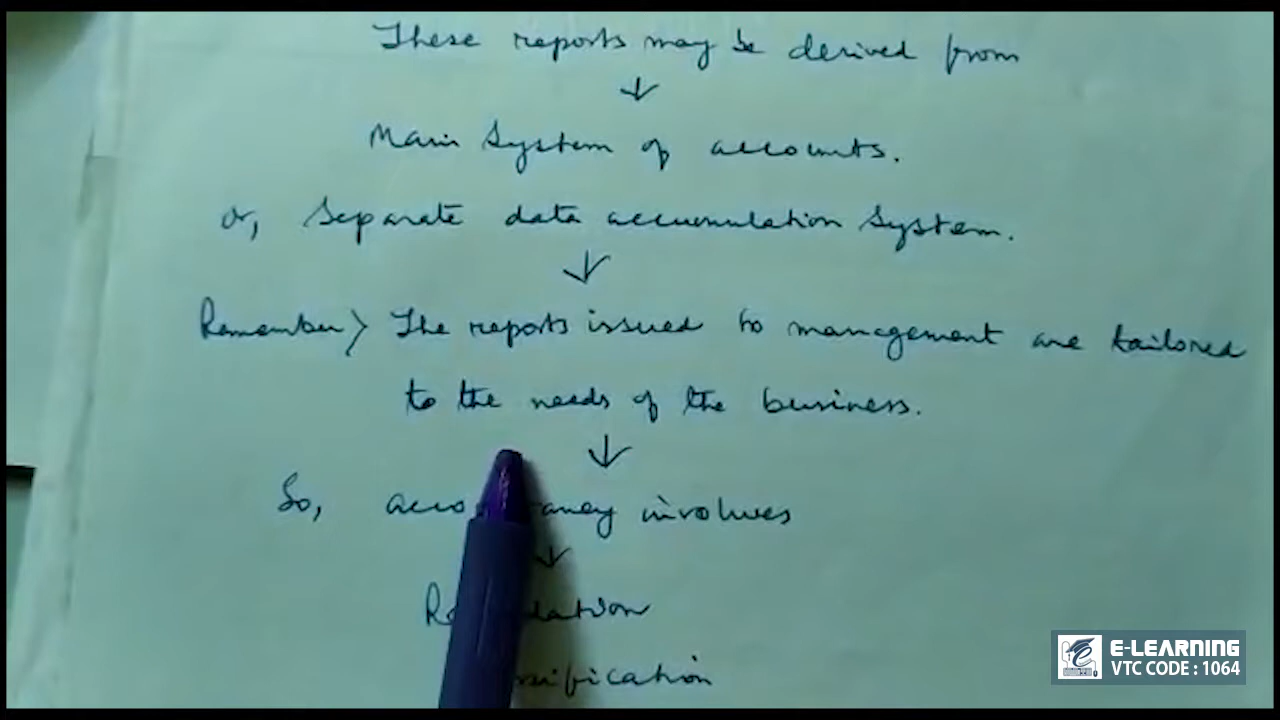 These reports may be derived from
↓
Main System of accounts.
or, Separate data accumulation System.
↓
Remember> The reports issued to management are tailored
to the needs of the business.
↓
So, involves
↓
E-LEARNING
VTC CODE : 1064